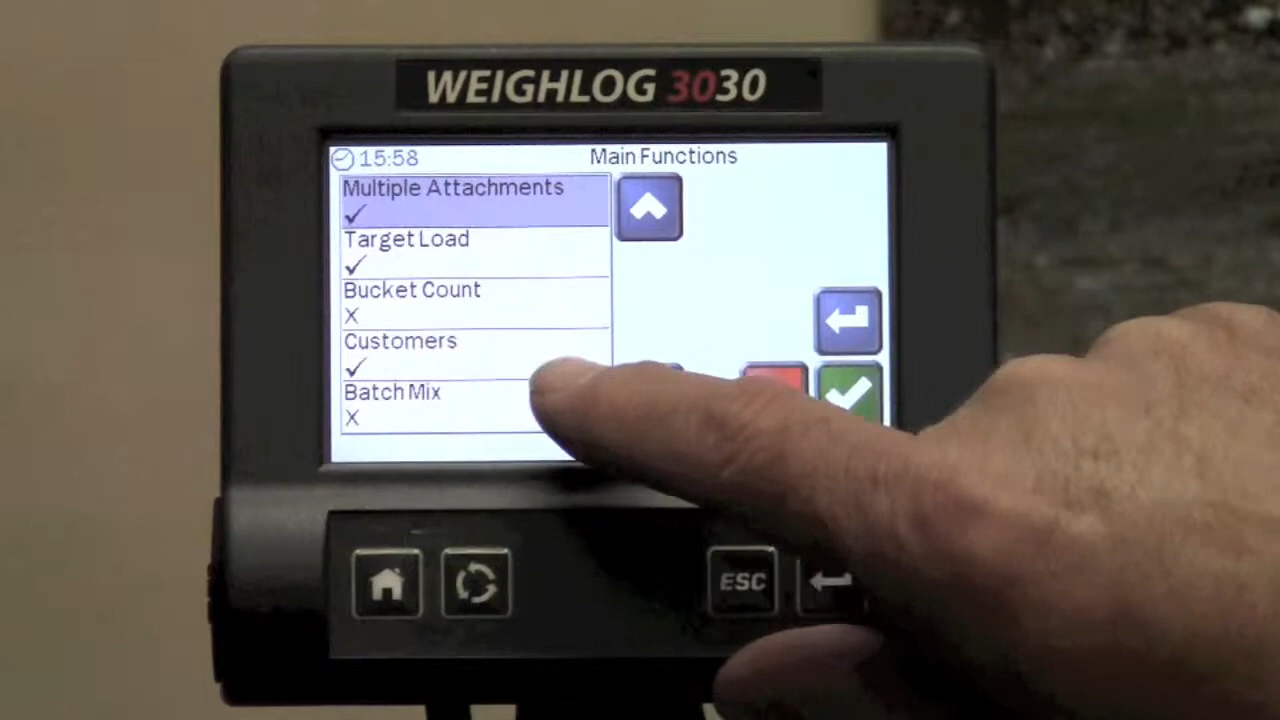 WEIGHLOG 3030
15:58 Main Functions
Multiple Attachments
✓
Target Load
✓
Bucket Count
X
Customers
✓
Batch Mix
X
ESC